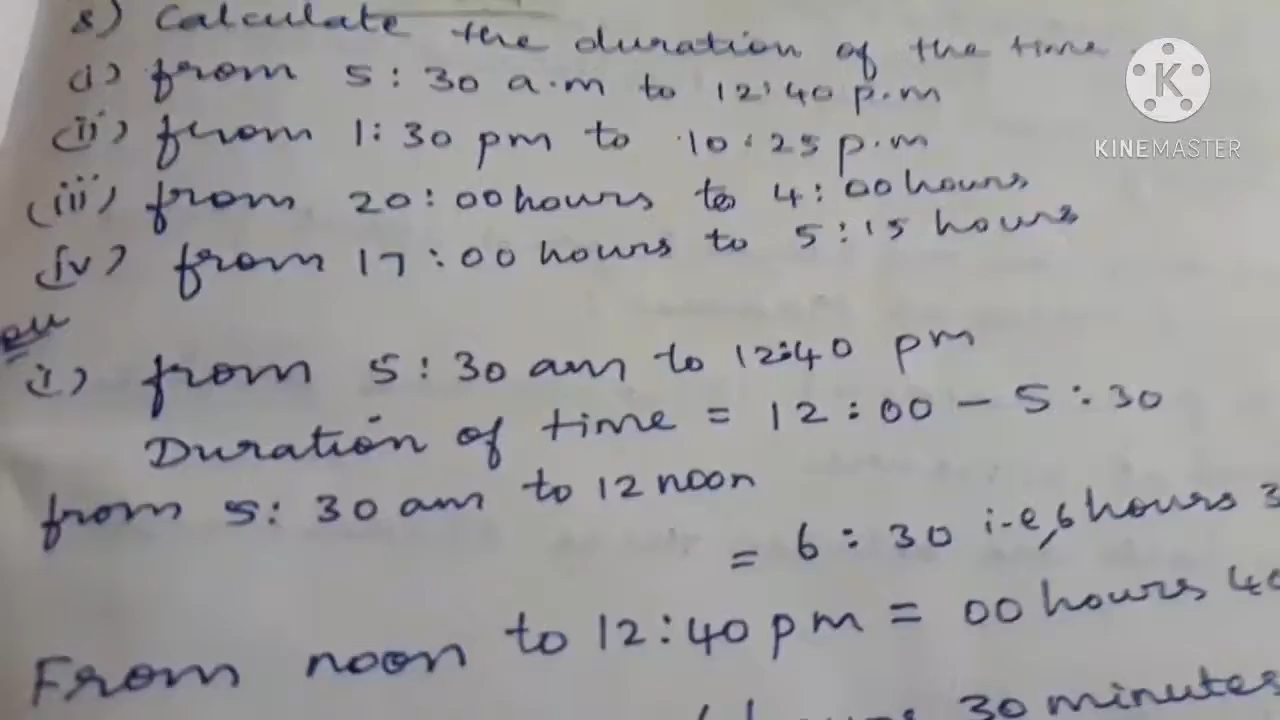 8) Calculate the duration of the time.
(i) from 5:30 a.m to 12:40 p.m
(ii) from 1:30 pm to 10:25 p.m
(iii) from 20:00 hours to 4:00 hours
(iv) from 17:00 hours to 5:15 hours
K
KINEMASTER
(i) from 5:30 am to 12:40 pm
Duration of time = 12:00 - 5:30
from 5:30 am to 12 noon
= 6:30 i-e, 6 hours 3
From noon to 12:40 pm = 00 hours 40
30 minutes